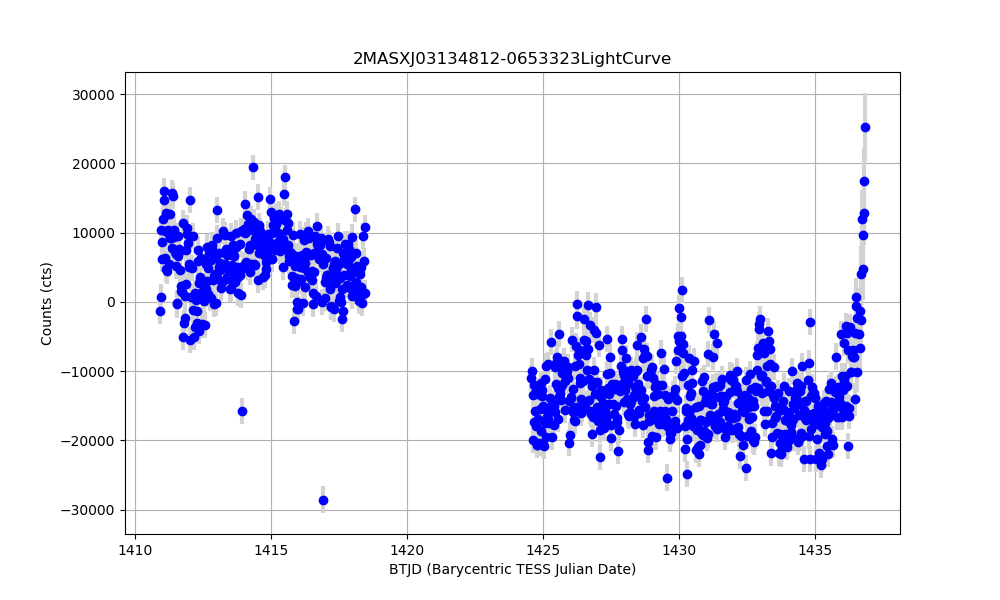 2MASXJ03134812-0653323LightCurve
30000
20000
10000
0
−10000
−20000
−30000
Counts (cts)
1410 1415 1420 1425 1430 1435
BTJD (Barycentric TESS Julian Date)